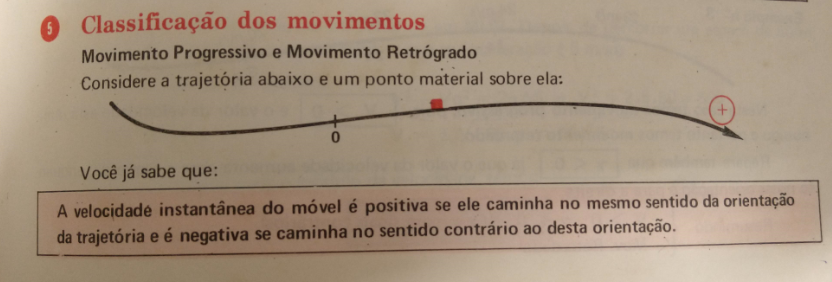 5 Classificação dos movimentos
Movimento Progressivo e Movimento Retrógrado
Considere a trajetória abaixo e um ponto material sobre ela:
+
0
Você já sabe que:
A velocidade instantânea do móvel é positiva se ele caminha no mesmo sentido da orientação
da trajetória e é negativa se caminha no sentido contrário ao desta orientação.